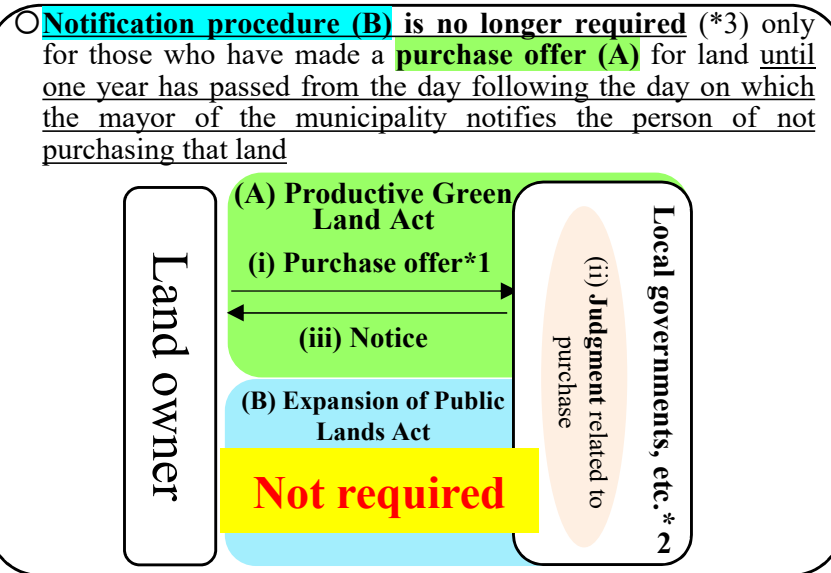 ○Notification procedure (B) is no longer required (*3) only
for those who have made a purchase offer (A) for land until
one year has passed from the day following the day on which
the mayor of the municipality notifies the person of not
purchasing that land
(A) Productive Green
Land Act
(i) Purchase offer*1
(iii) Notice
(B) Expansion of Public
Lands Act
Not required
Land owner
Local governments, etc.*
2
(ii) Judgment related to
purchase